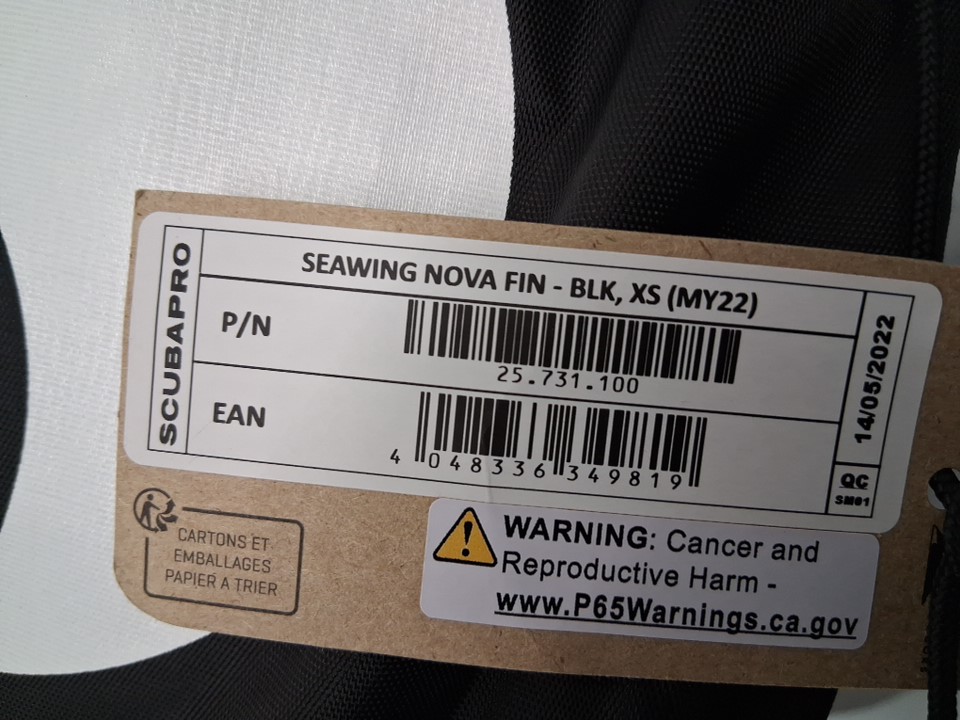 SCUBAPRO
SEAWING NOVA FIN - BLK, XS (MY22)
P/N
25.731.100
EAN
4 048336 349819
14/05/2022
QC
SM01
CARTONS ET
EMBALLAGES
PAPIER A TRIER
WARNING: Cancer and
Reproductive Harm -
www.P65Warnings.ca.gov